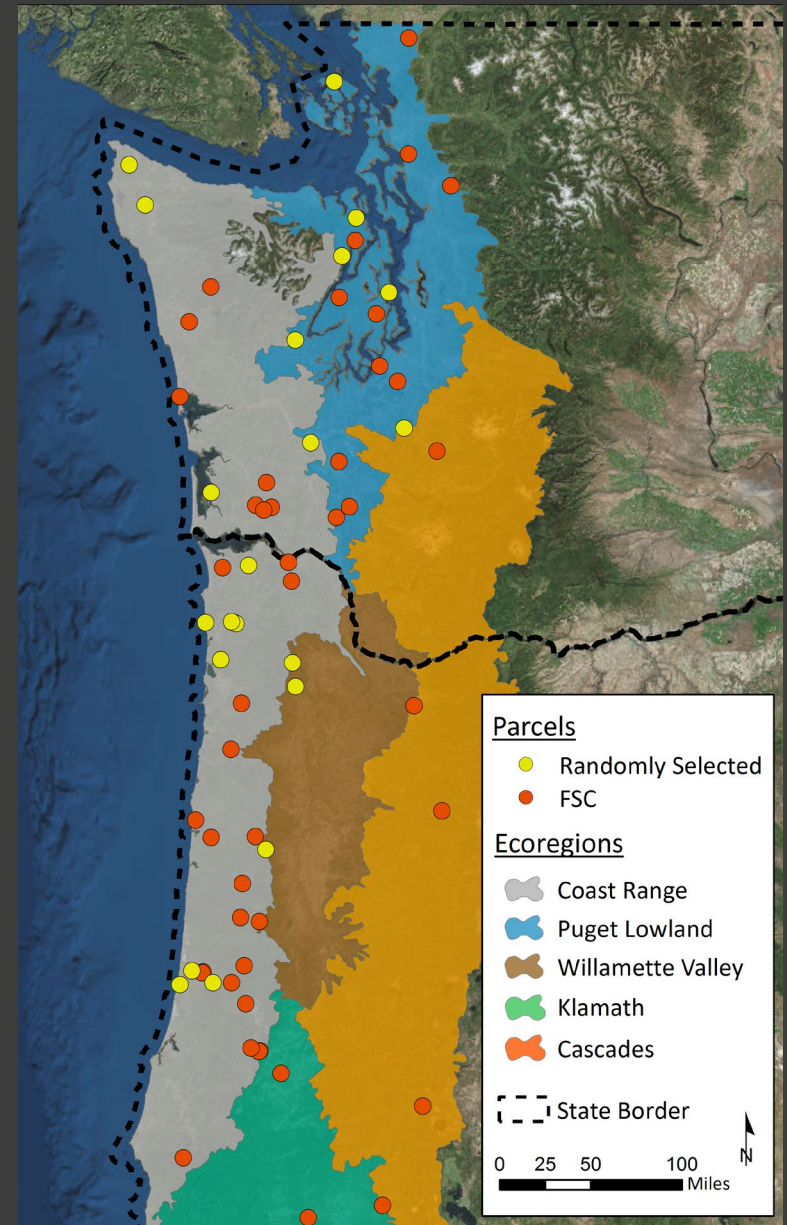 Parcels
Randomly Selected
FSC
Ecoregions
Coast Range
Puget Lowland
Willamette Valley
Klamath
Cascades
State Border
N
0 25 50 100
Miles